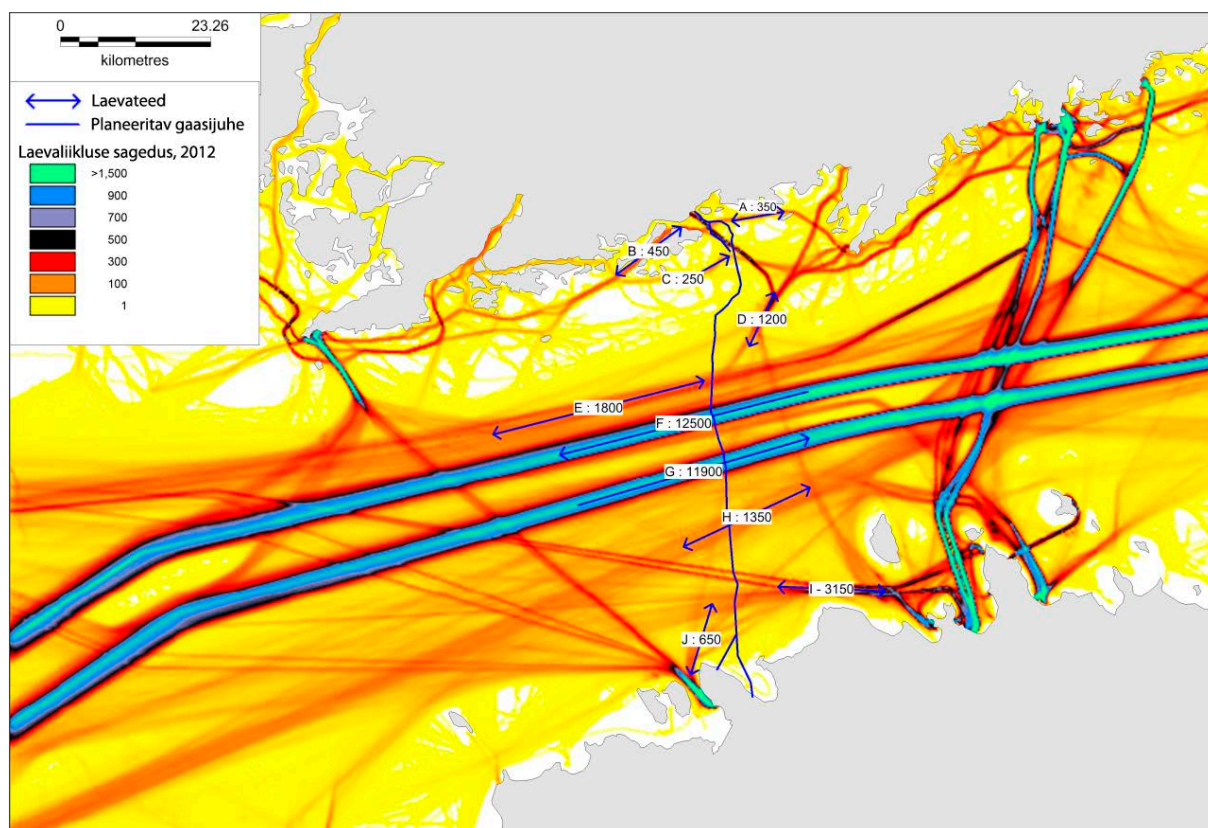 0 23.26
kilometres
Laevateed
Planeeritav gaasijuhe
Laevaliikluse sagedus, 2012
>1,500
900
700
500
300
100
1
A : 350
B : 450
C : 250
D : 1200
E : 1800
F : 12500
G : 11900
H : 1350
I - 3150
J : 650